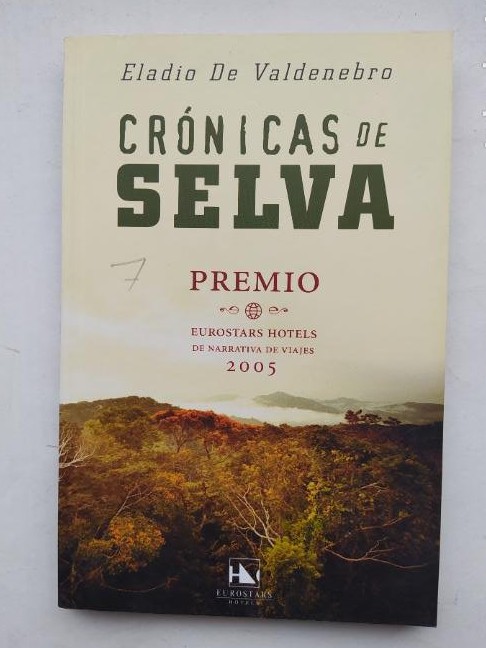 Eladio De Valdenebro
CRÓNICAS DE
SELVA
7
PREMIO
EUROSTARS HOTELS
DE NARRATIVA DE VIAJES
2005
EUROSTARS
HOTELS